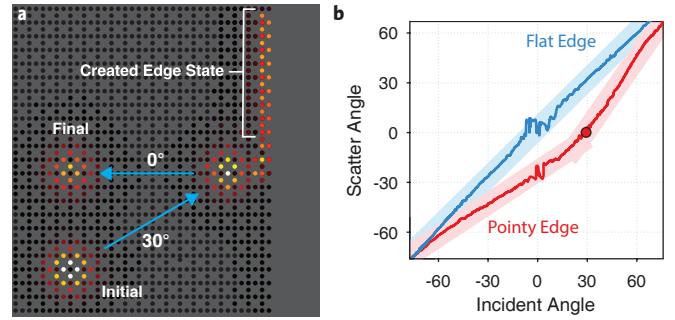 a
Created Edge State
Final
0°
30°
Initial
b
Flat Edge
Pointy Edge
60
30
0
-30
-60
Scatter Angle
-60 -30 0 30 60
Incident Angle